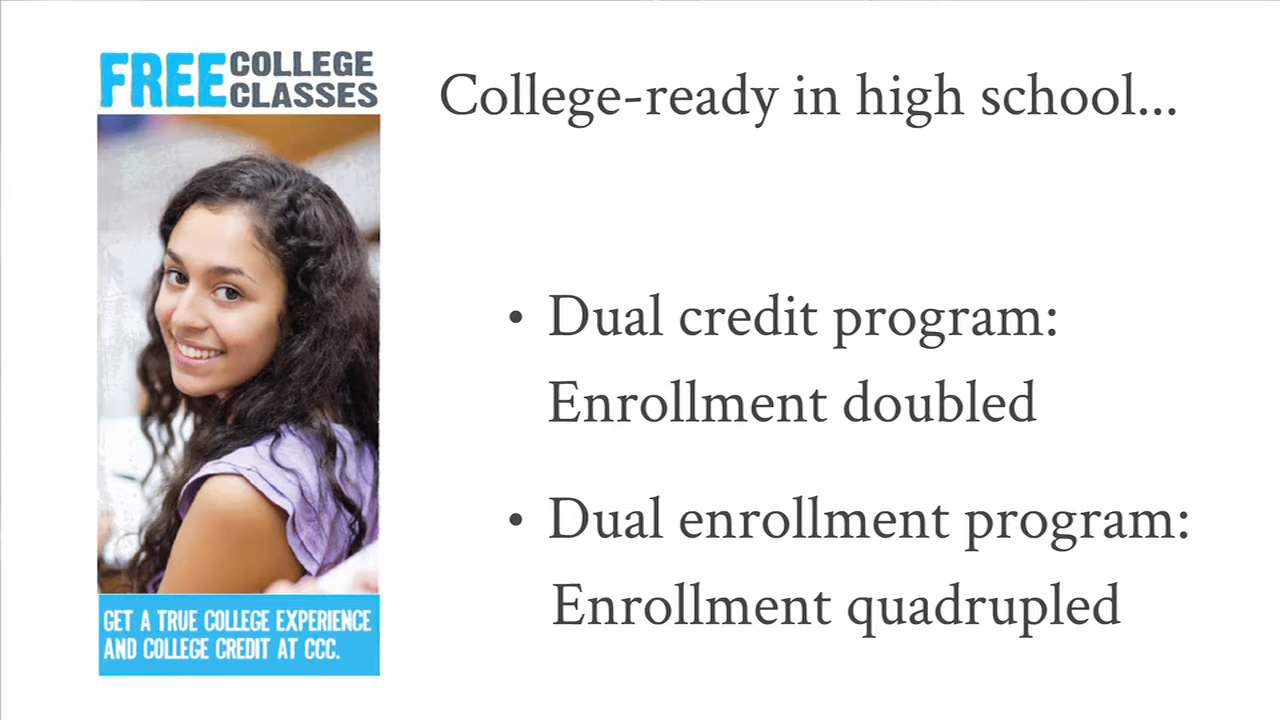 FREE COLLEGE
CLASSES
GET A TRUE COLLEGE EXPERIENCE
AND COLLEGE CREDIT AT CCC.
College-ready in high school...
• Dual credit program:
Enrollment doubled
• Dual enrollment program:
Enrollment quadrupled